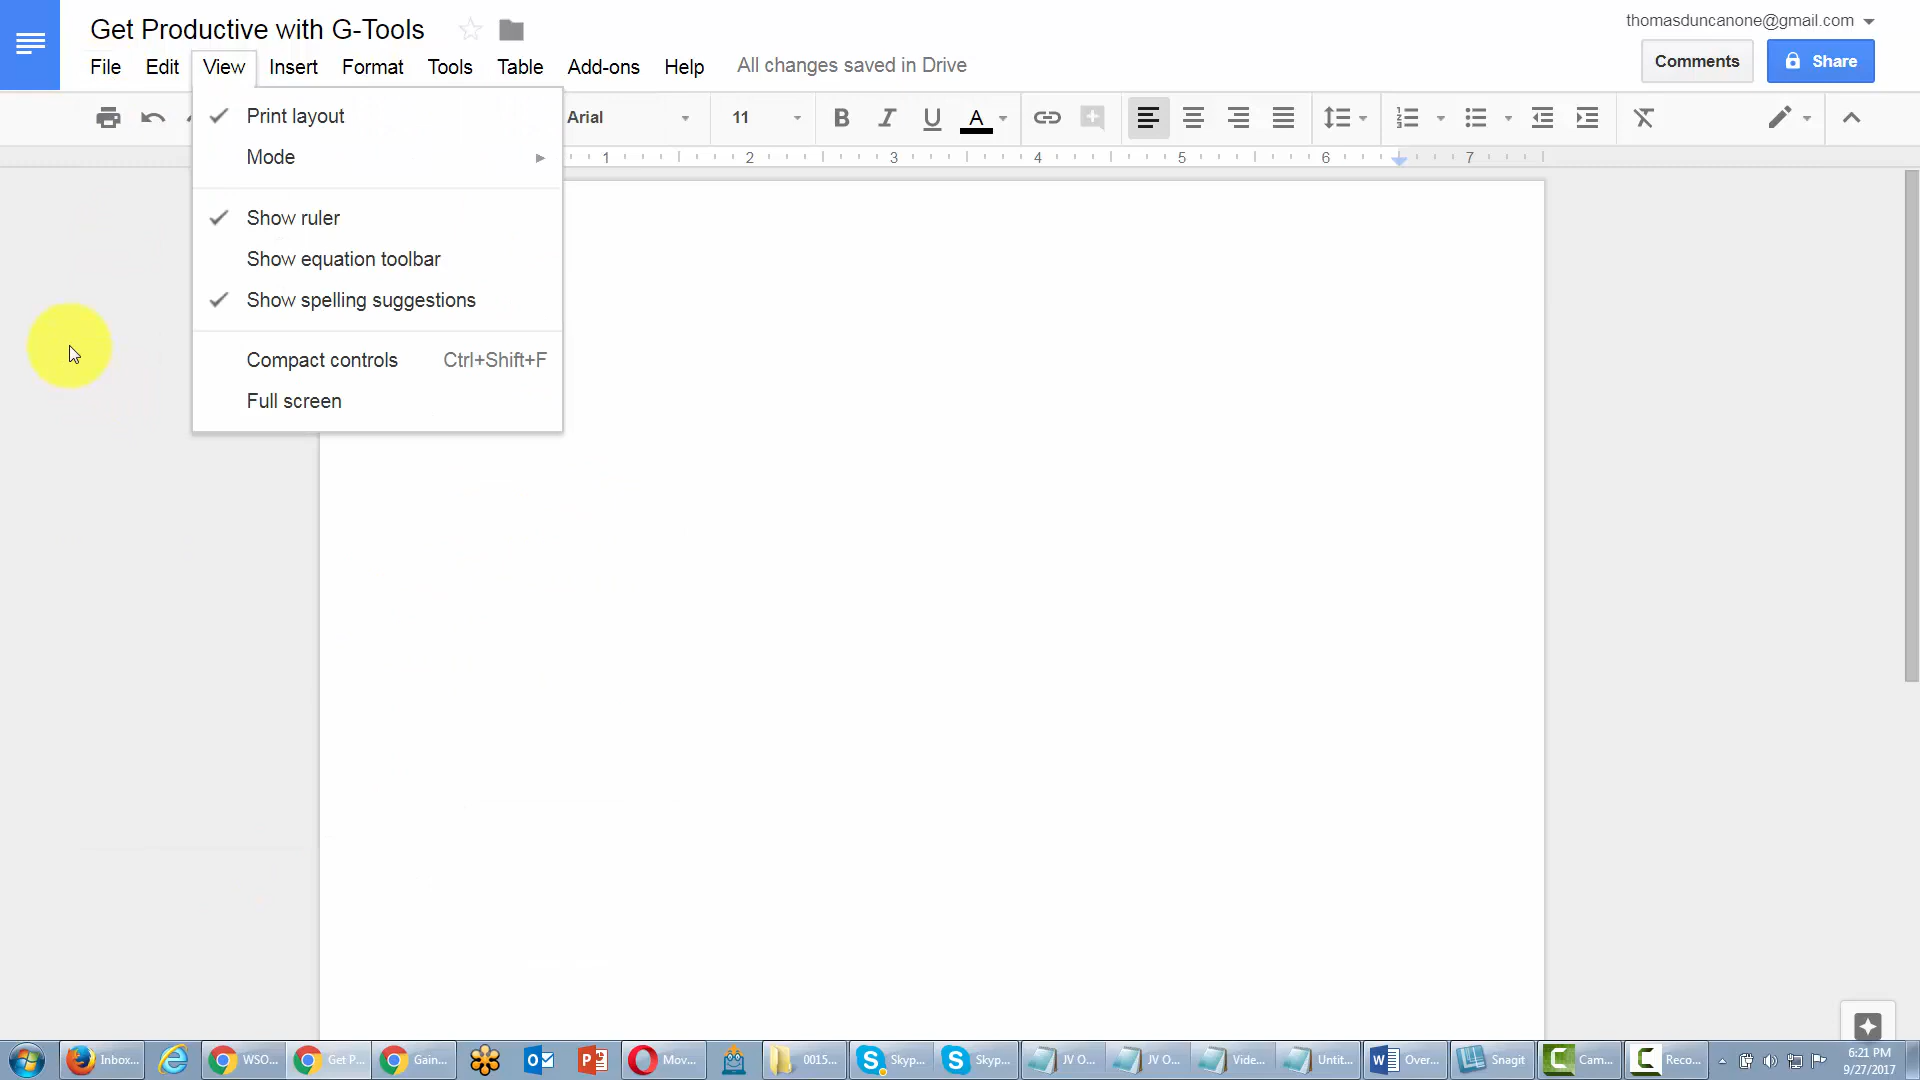 Get Productive with G-Tools
thomasduncanone@gmail.com
File Edit View Insert Format Tools Table Add-ons Help All changes saved in Drive
Comments Share
Arial 11 B I U A
Print layout
Mode
1 2 3 4 5 6 7
Show ruler
Show equation toolbar
Show spelling suggestions
Compact controls Ctrl+Shift+F
Full screen
Inbox... WSO... Get P... Gain... Mov... 0015... Skyp... Skyp... JV O... JV O... Vide... Untit... Over... Snagit Cam... Reco...
6:21 PM
9/27/2017